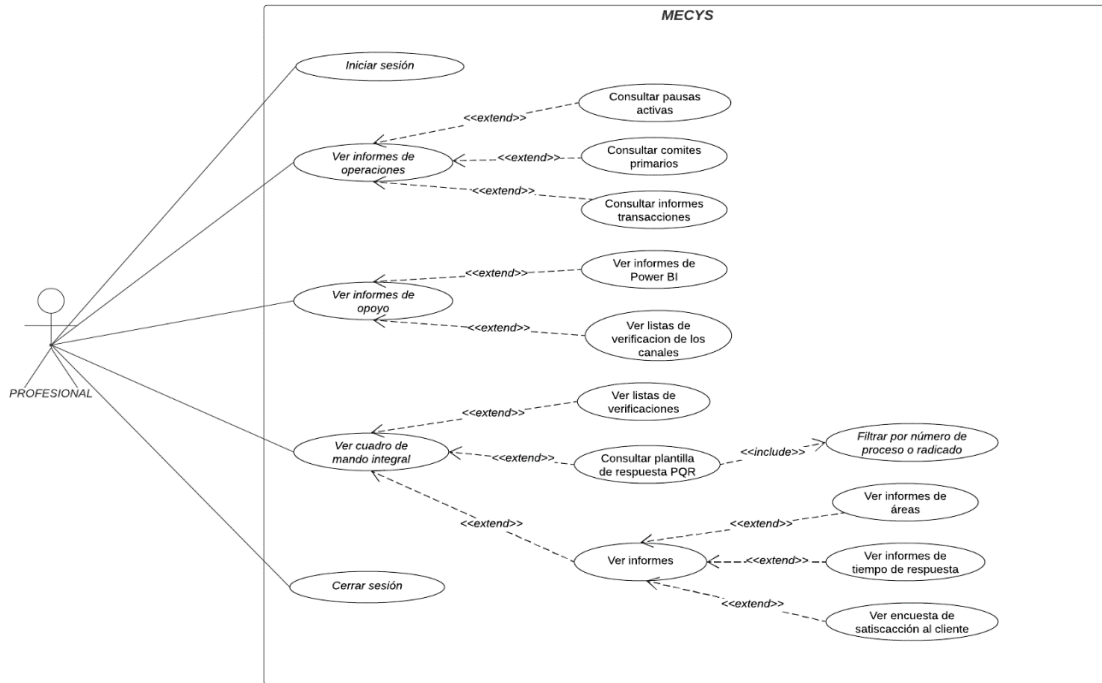 MECYS
Iniciar sesión
Consultar pausas
activas
<<extend>>
Ver informes de
operaciones
<<extend>>
Consultar comites
primarios
<<extend>>
Consultar informes
transacciones
Ver informes de
Power BI
<<extend>>
Ver informes de
opoyo
<<extend>>
Ver listas de
verificacion de los
canales
PROFESIONAL
Ver listas de
verificaciones
<<extend>>
Ver cuadro de
mando integral
<<extend>>
Consultar plantilla
de respuesta PQR
<<include>>
Filtrar por número de
proceso o radicado
<<extend>>
Ver informes
<<extend>>
Ver informes de
áreas
<<extend>>
Ver informes de
tiempo de respuesta
<<extend>>
Ver encuesta de
satiscacción al cliente
Cerrar sesión